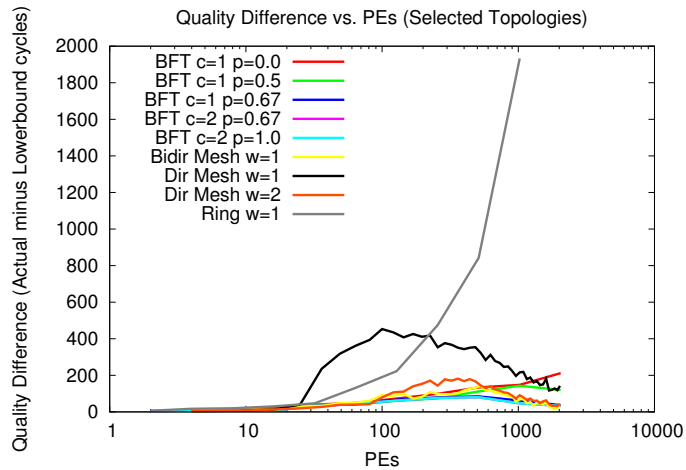 Quality Difference vs. PEs (Selected Topologies)
Quality Difference (Actual minus Lowerbound cycles)
2000
1800
1600
1400
1200
1000
800
600
400
200
0
BFT c=1 p=0.0
BFT c=1 p=0.5
BFT c=1 p=0.67
BFT c=2 p=0.67
BFT c=2 p=1.0
Bidir Mesh w=1
Dir Mesh w=1
Dir Mesh w=2
Ring w=1
1 10 100 1000 10000
PEs